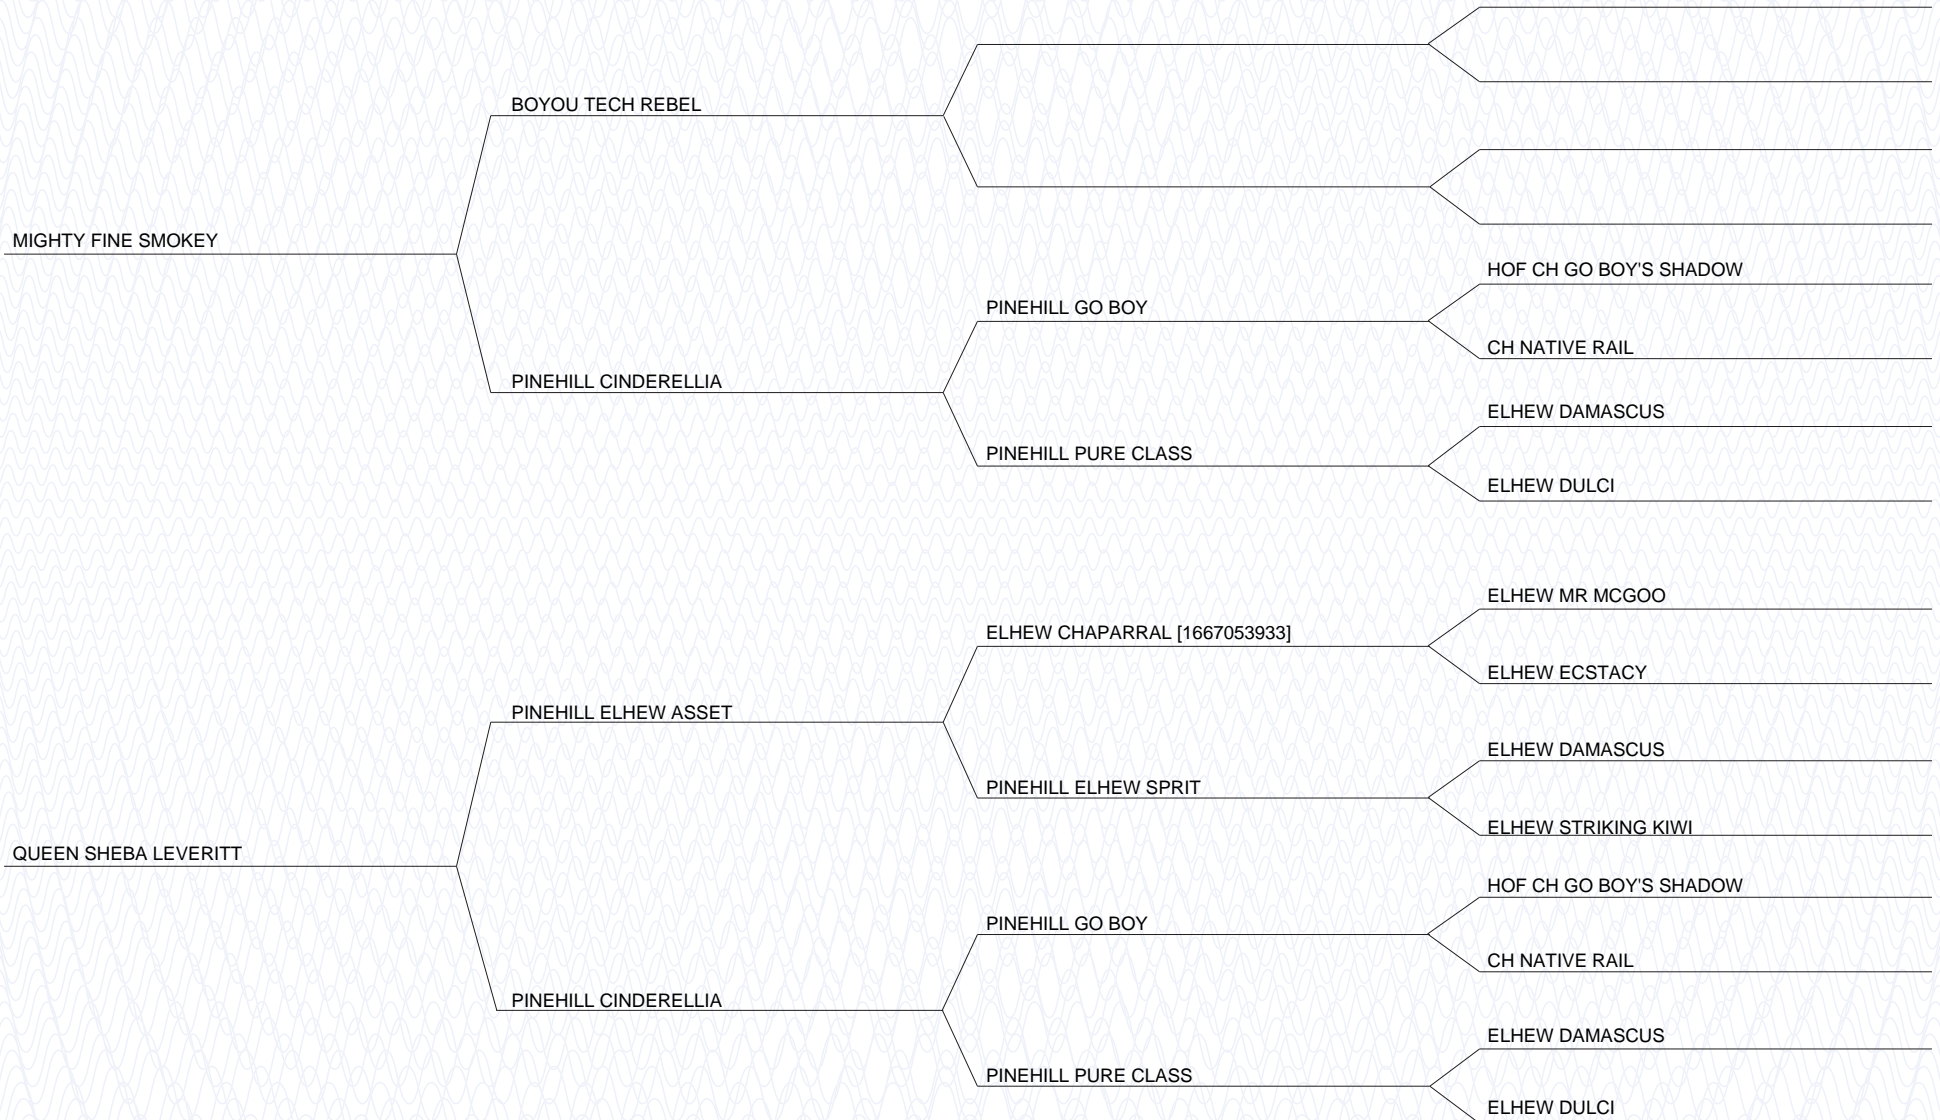 BOYOU TECH REBEL
MIGHTY FINE SMOKEY
HOF CH GO BOY'S SHADOW
PINEHILL GO BOY
CH NATIVE RAIL
PINEHILL CINDERELLIA
ELHEW DAMASCUS
PINEHILL PURE CLASS
ELHEW DULCI
ELHEW MR MCGOO
ELHEW CHAPARRAL [1667053933]
ELHEW ECSTACY
PINEHILL ELHEW ASSET
ELHEW DAMASCUS
PINEHILL ELHEW SPRIT
ELHEW STRIKING KIWI
QUEEN SHEBA LEVERITT
HOF CH GO BOY'S SHADOW
PINEHILL GO BOY
CH NATIVE RAIL
PINEHILL CINDERELLIA
ELHEW DAMASCUS
PINEHILL PURE CLASS
ELHEW DULCI